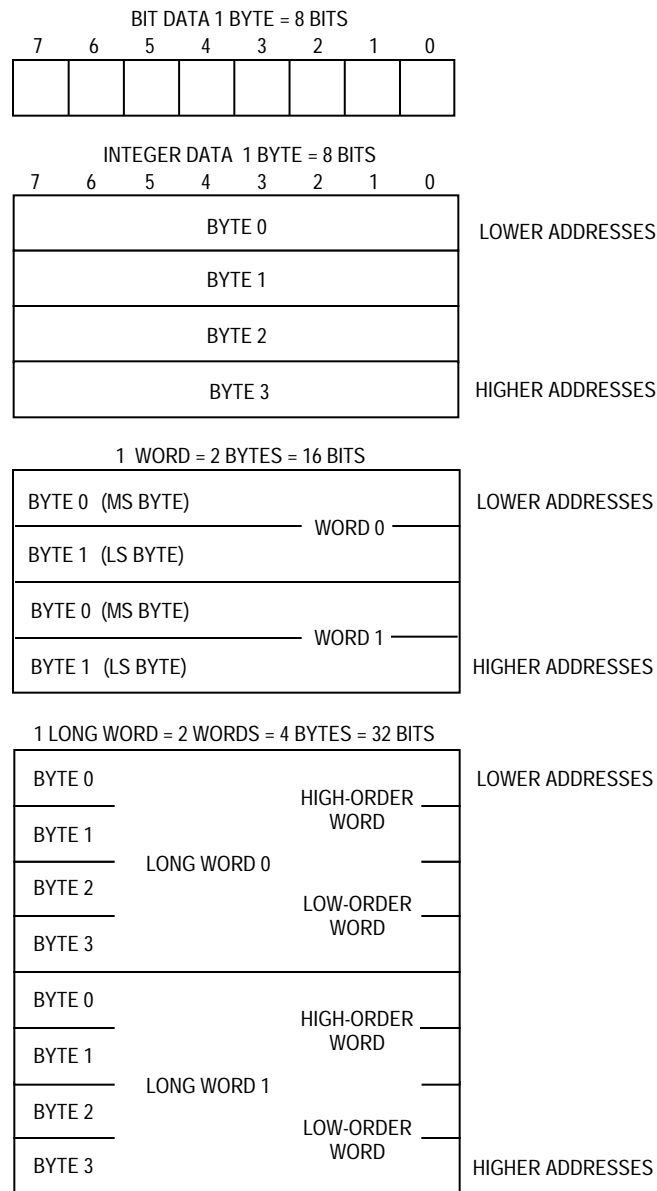 BIT DATA 1 BYTE = 8 BITS
7 6 5 4 3 2 1 0
INTEGER DATA 1 BYTE = 8 BITS
7 6 5 4 3 2 1 0
BYTE 0 LOWER ADDRESSES
BYTE 1
BYTE 2
BYTE 3 HIGHER ADDRESSES
1 WORD = 2 BYTES = 16 BITS
BYTE 0 (MS BYTE) LOWER ADDRESSES
WORD 0
BYTE 1 (LS BYTE)
BYTE 0 (MS BYTE)
WORD 1
BYTE 1 (LS BYTE) HIGHER ADDRESSES
1 LONG WORD = 2 WORDS = 4 BYTES = 32 BITS
BYTE 0 LOWER ADDRESSES
HIGH-ORDER
WORD
BYTE 1
LONG WORD 0
BYTE 2
LOW-ORDER
WORD
BYTE 3
BYTE 0
HIGH-ORDER
WORD
BYTE 1
LONG WORD 1
BYTE 2
LOW-ORDER
WORD
BYTE 3 HIGHER ADDRESSES